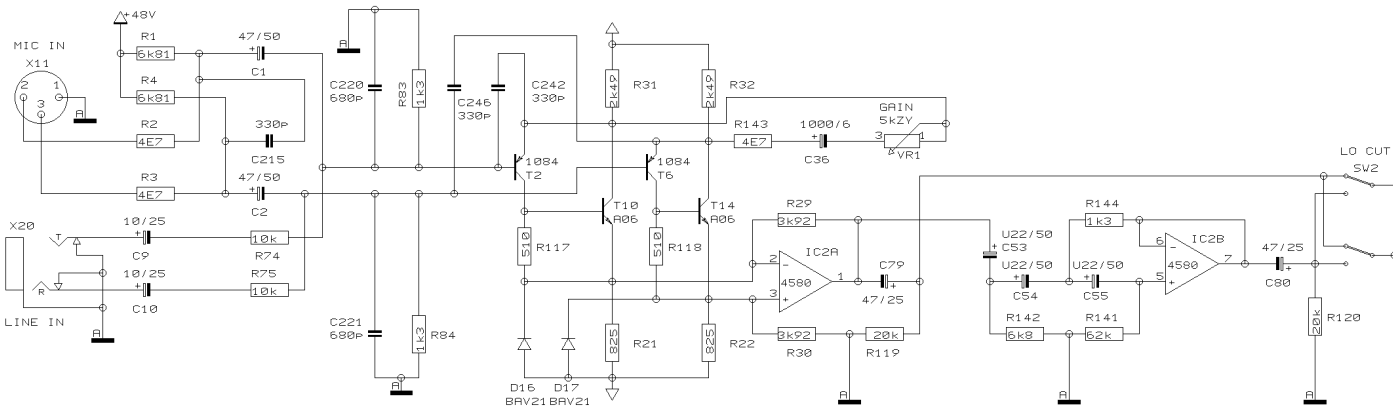 +48V
MIC IN
X11
2
1
3
A
R1
6k81
R4
6k81
R2
4E7
R3
4E7
47/50
+
C1
330p
C215
47/50
+
C2
X20
T
R
LINE IN
A
10/25
+
C9
10/25
+
C10
R74
10k
R75
10k
A
C220
680p
R83
1k3
C221
680p
R84
1k3
A
C246
330p
C242
330p
1084
T2
1084
T6
R31
2k49
R32
2k49
T10
A06
T14
A06
R117
510
R118
510
D16
BAV21
D17
BAV21
R21
825
R22
825
R143
4E7
1000/6
+
C36
GAIN
5kZY
3
1
VR1
R29
3k92
IC2A
4580
2
-
3
+
1
C79
+
47/25
R30
3k92
R119
20k
A
U22/50
+
C53
U22/50
+
C54
U22/50
+
C55
R144
1k3
R142
6k8
R141
62k
A
IC2B
4580
6
-
5
+
7
47/25
+
C80
R120
20k
A
LO CUT
SW2